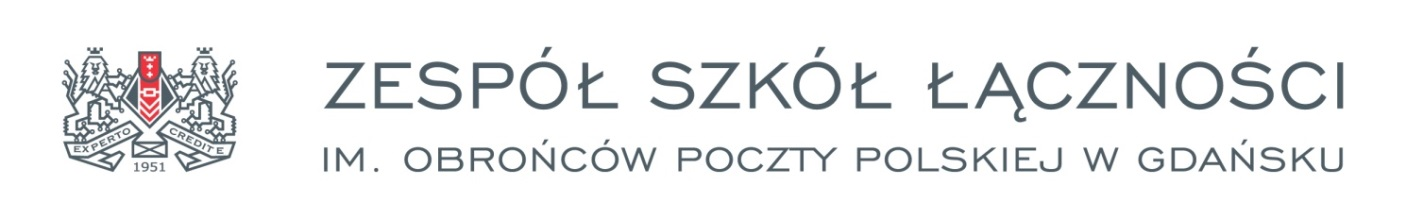 ZESPÓŁ SZKÓŁ ŁĄCZNOŚCI
IM. OBROŃCÓW POCZTY POLSKIEJ W GDAŃSKU
EXPERTO CREDITE
1951